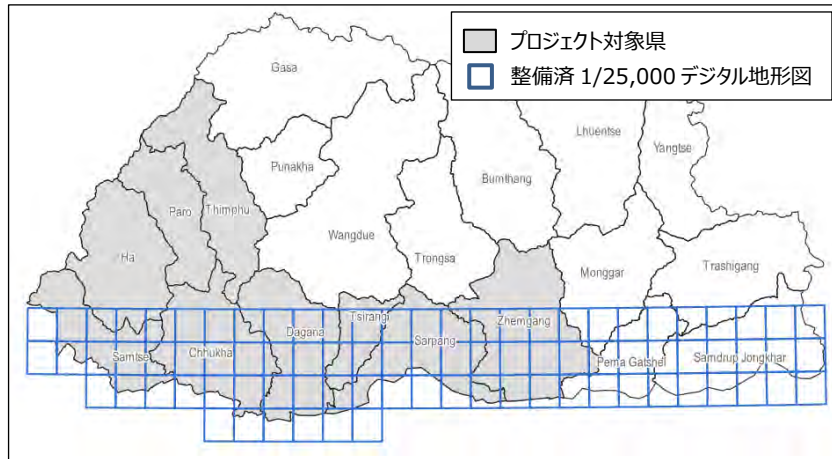 プロジェクト対象県
整備済 1/25,000 デジタル地形図
Gasa
Lhuentse
Yangtse
Punakha
Bumthang
Paro
Thimphu
Wangdue
Trongsa
Ha
Monggar
Trashigang
Tsirangi
Zhemgang
Dagana
Sarpang
Samtse
Chhukha
Pema Gatshel
Samdrup Jongkhar